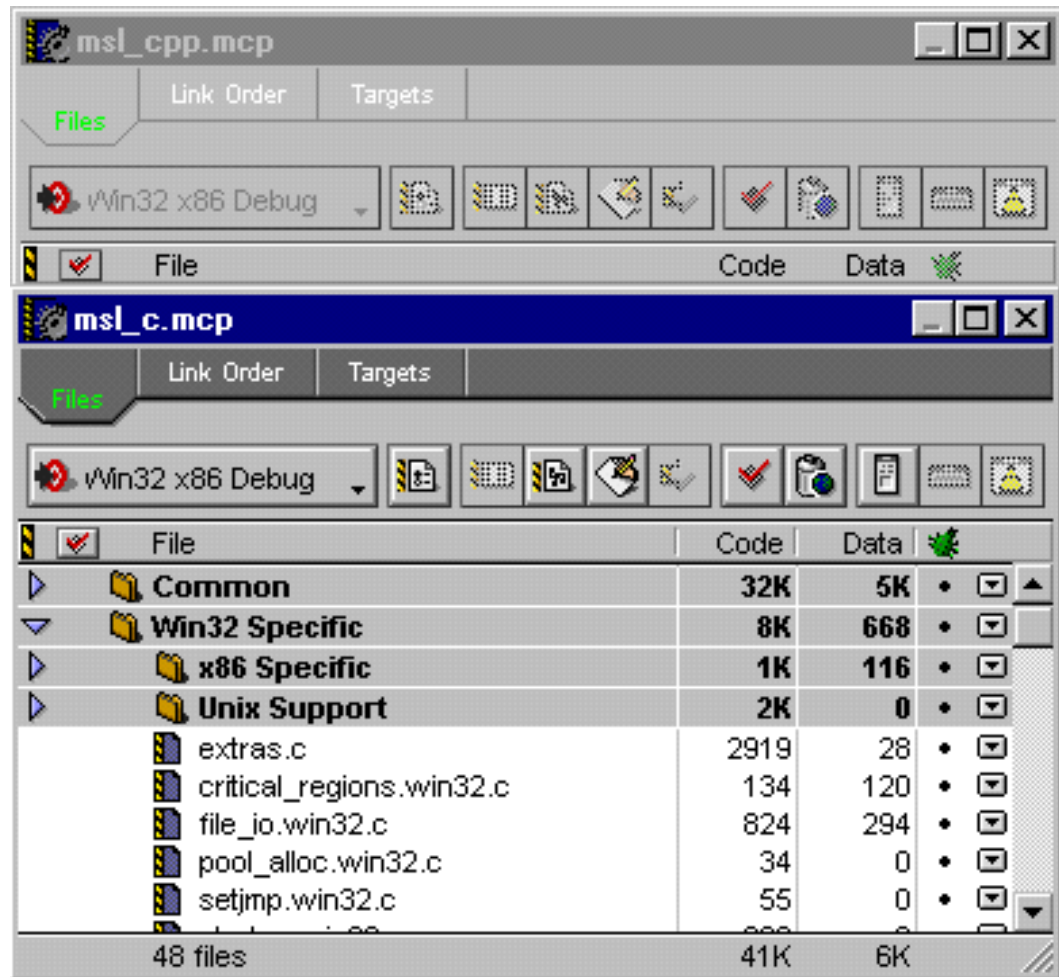 msl_cpp.mcp
Files Link Order Targets
Win32 x86 Debug
File Code Data
msl_c.mcp
Files Link Order Targets
Win32 x86 Debug
File Code Data
Common 32K 5K
Win32 Specific 8K 668
x86 Specific 1K 116
Unix Support 2K 0
extras.c 2919 28
critical_regions.win32.c 134 120
file_io.win32.c 824 294
pool_alloc.win32.c 34 0
setjmp.win32.c 55 0
48 files 41K 6K